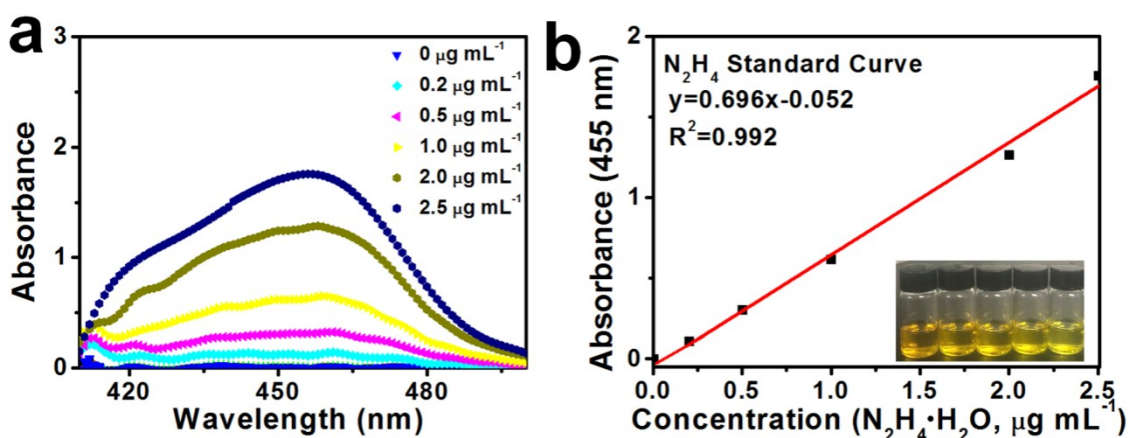 a
3
2
1
0
Absorbance
420
450
480
Wavelength (nm)
0 μg mL⁻¹
0.2 μg mL⁻¹
0.5 μg mL⁻¹
1.0 μg mL⁻¹
2.0 μg mL⁻¹
2.5 μg mL⁻¹
b
2
1
0
Absorbance (455 nm)
N₂H₄ Standard Curve
y=0.696x-0.052
R²=0.992
0.0
0.5
1.0
1.5
2.0
2.5
Concentration (N₂H₄•H₂O, μg mL⁻¹)